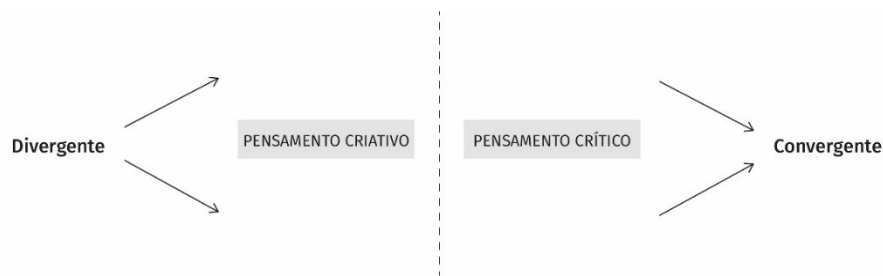 Divergente
PENSAMENTO CRIATIVO
PENSAMENTO CRÍTICO
Convergente